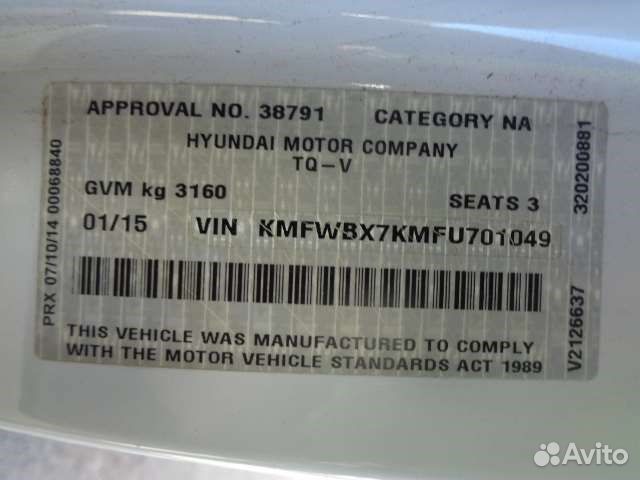 APPROVAL NO. 38791 CATEGORY NA
HYUNDAI MOTOR COMPANY
TQ-V
GVM kg 3160 SEATS 3
01/15 VIN KMFWBX7KMFU701049
THIS VEHICLE WAS MANUFACTURED TO COMPLY
WITH THE MOTOR VEHICLE STANDARDS ACT 1989
PRX 07/10/14 00068840
V2126637 320200881
Avito